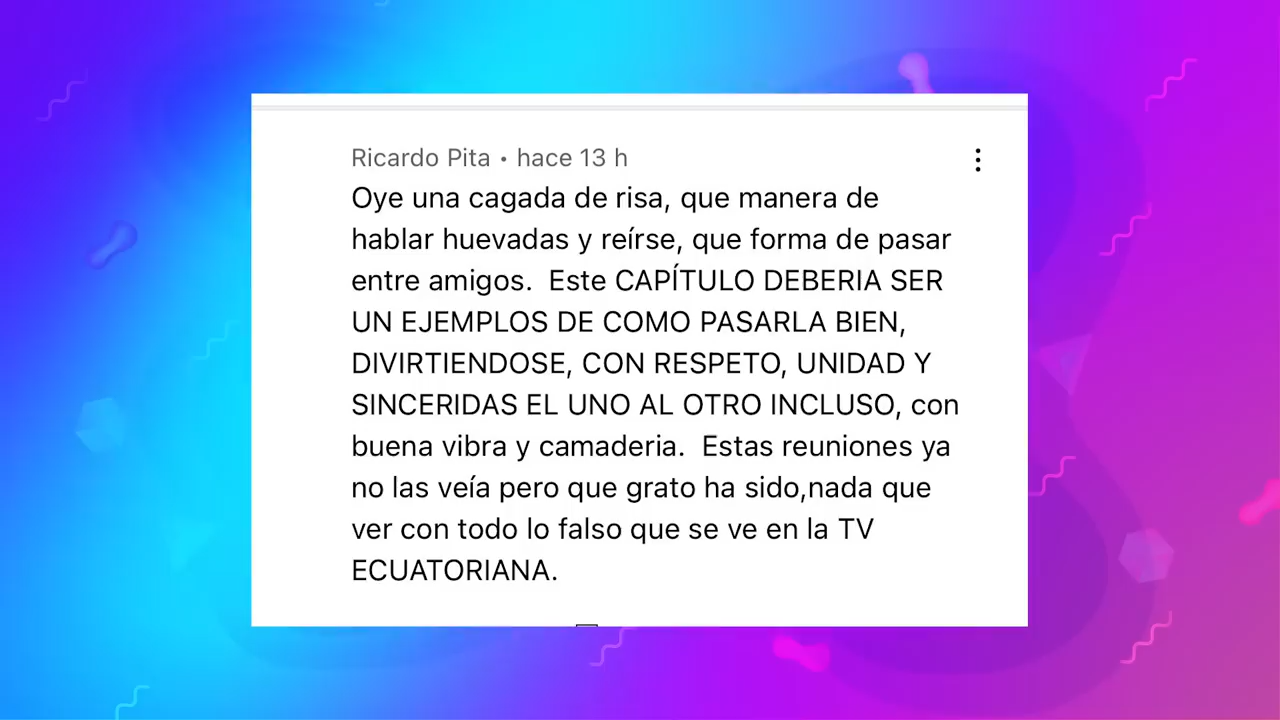 Ricardo Pita • hace 13 h
Oye una cagada de risa, que manera de
hablar huevadas y reírse, que forma de pasar
entre amigos.  Este CAPÍTULO DEBERIA SER
UN EJEMPLOS DE COMO PASARLA BIEN,
DIVIRTIENDOSE, CON RESPETO, UNIDAD Y
SINCERIDAS EL UNO AL OTRO INCLUSO, con
buena vibra y camaderia.  Estas reuniones ya
no las veía pero que grato ha sido,nada que
ver con todo lo falso que se ve en la TV
ECUATORIANA.